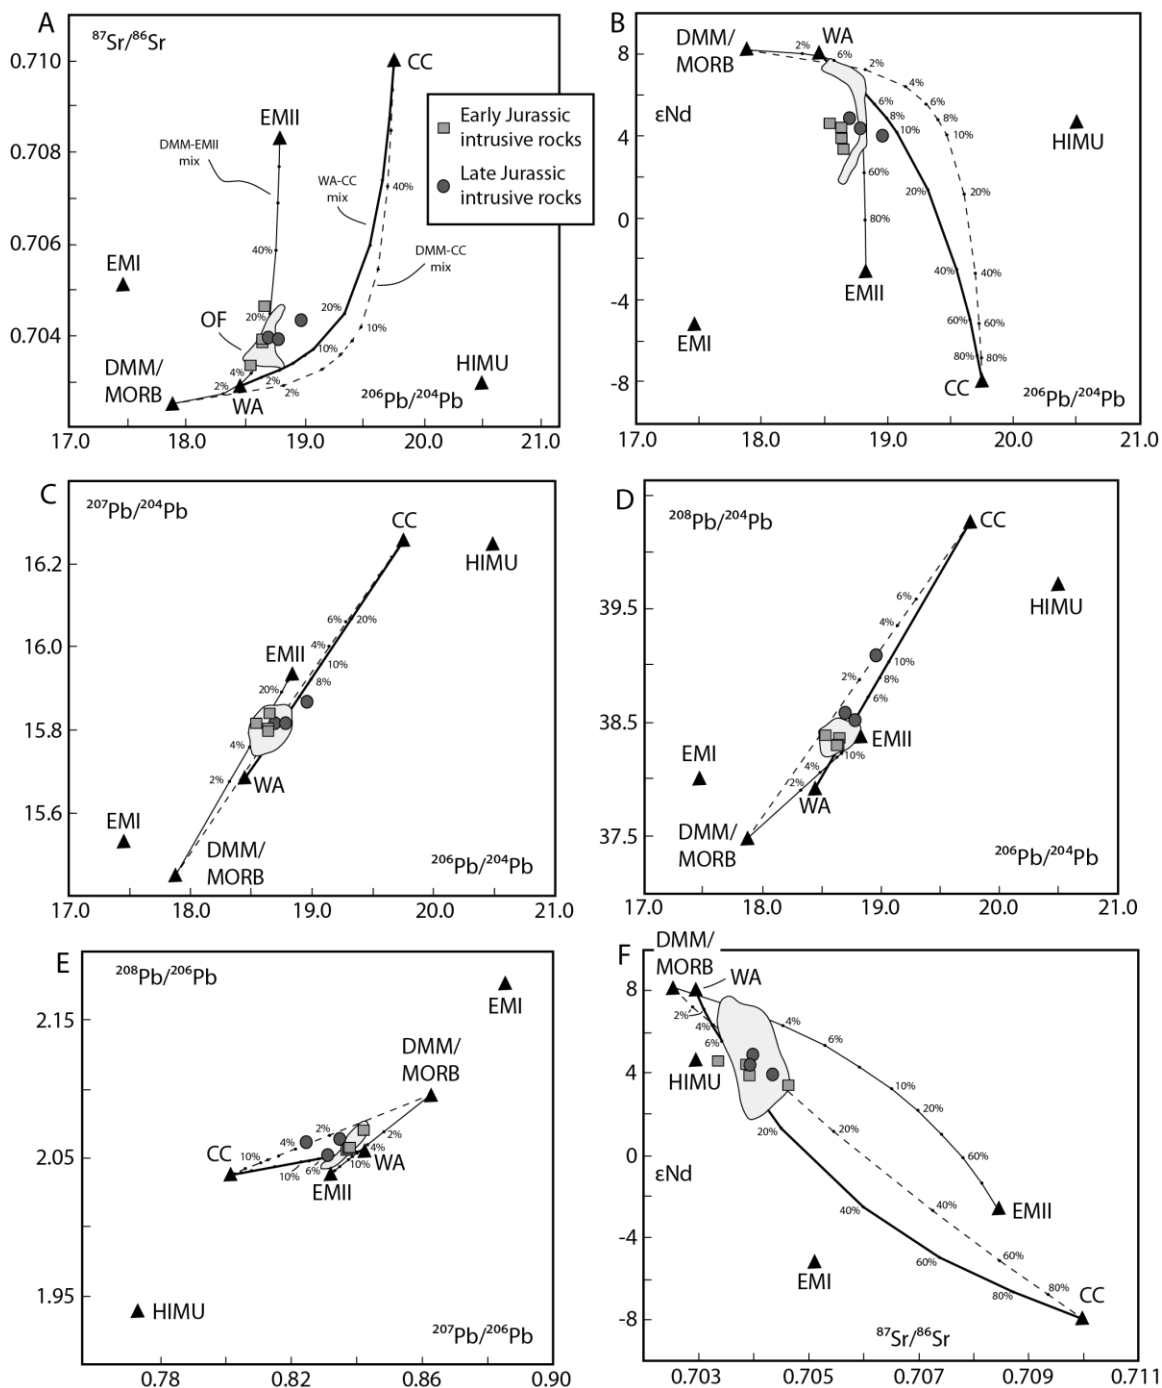 A
⁸⁷Sr/⁸⁶Sr
0.710
0.708
0.706
0.704
CC
EMII
DMM-EMII
mix
WA-CC
mix
40%
DMM-CC
mix
40%
EMI
OF
20%
20%
10%
10%
DMM/
MORB
4%
2%
2%
2%
WA
HIMU
²⁰⁶Pb/²⁰⁴Pb
17.0 18.0 19.0 20.0 21.0
Early Jurassic
intrusive rocks
Late Jurassic
intrusive rocks
B
8
4
0
-4
-8
εNd
DMM/
MORB
2%
WA
6%
2%
4%
6%
8%
10%
6%
8%
10%
HIMU
60%
20%
20%
80%
EMII
40%
40%
EMI
60%
60%
80%
80%
CC
²⁰⁶Pb/²⁰⁴Pb
17.0 18.0 19.0 20.0 21.0
C
²⁰⁷Pb/²⁰⁴Pb
16.2
16.0
15.8
15.6
CC
HIMU
6%
20%
4%
10%
EMII
20%
8%
4%
2%
WA
EMI
DMM/
MORB
²⁰⁶Pb/²⁰⁴Pb
17.0 18.0 19.0 20.0 21.0
D
²⁰⁸Pb/²⁰⁴Pb
39.5
38.5
37.5
CC
HIMU
6%
4%
10%
2%
8%
6%
EMII
EMI
10%
4%
2%
WA
DMM/
MORB
²⁰⁶Pb/²⁰⁴Pb
17.0 18.0 19.0 20.0 21.0
E
²⁰⁸Pb/²⁰⁶Pb
2.15
2.05
1.95
EMI
DMM/
MORB
2%
2%
4%
4%
CC
10%
WA
10%
6%
10%
EMII
HIMU
²⁰⁷Pb/²⁰⁶Pb
0.78 0.82 0.86 0.90
F
8
4
0
-4
-8
εNd
DMM/
MORB
WA
2%
4%
4%
6%
6%
HIMU
10%
20%
20%
20%
60%
EMII
40%
40%
EMI
60%
60%
80%
80%
CC
⁸⁷Sr/⁸⁶Sr
0.703 0.705 0.707 0.709 0.711